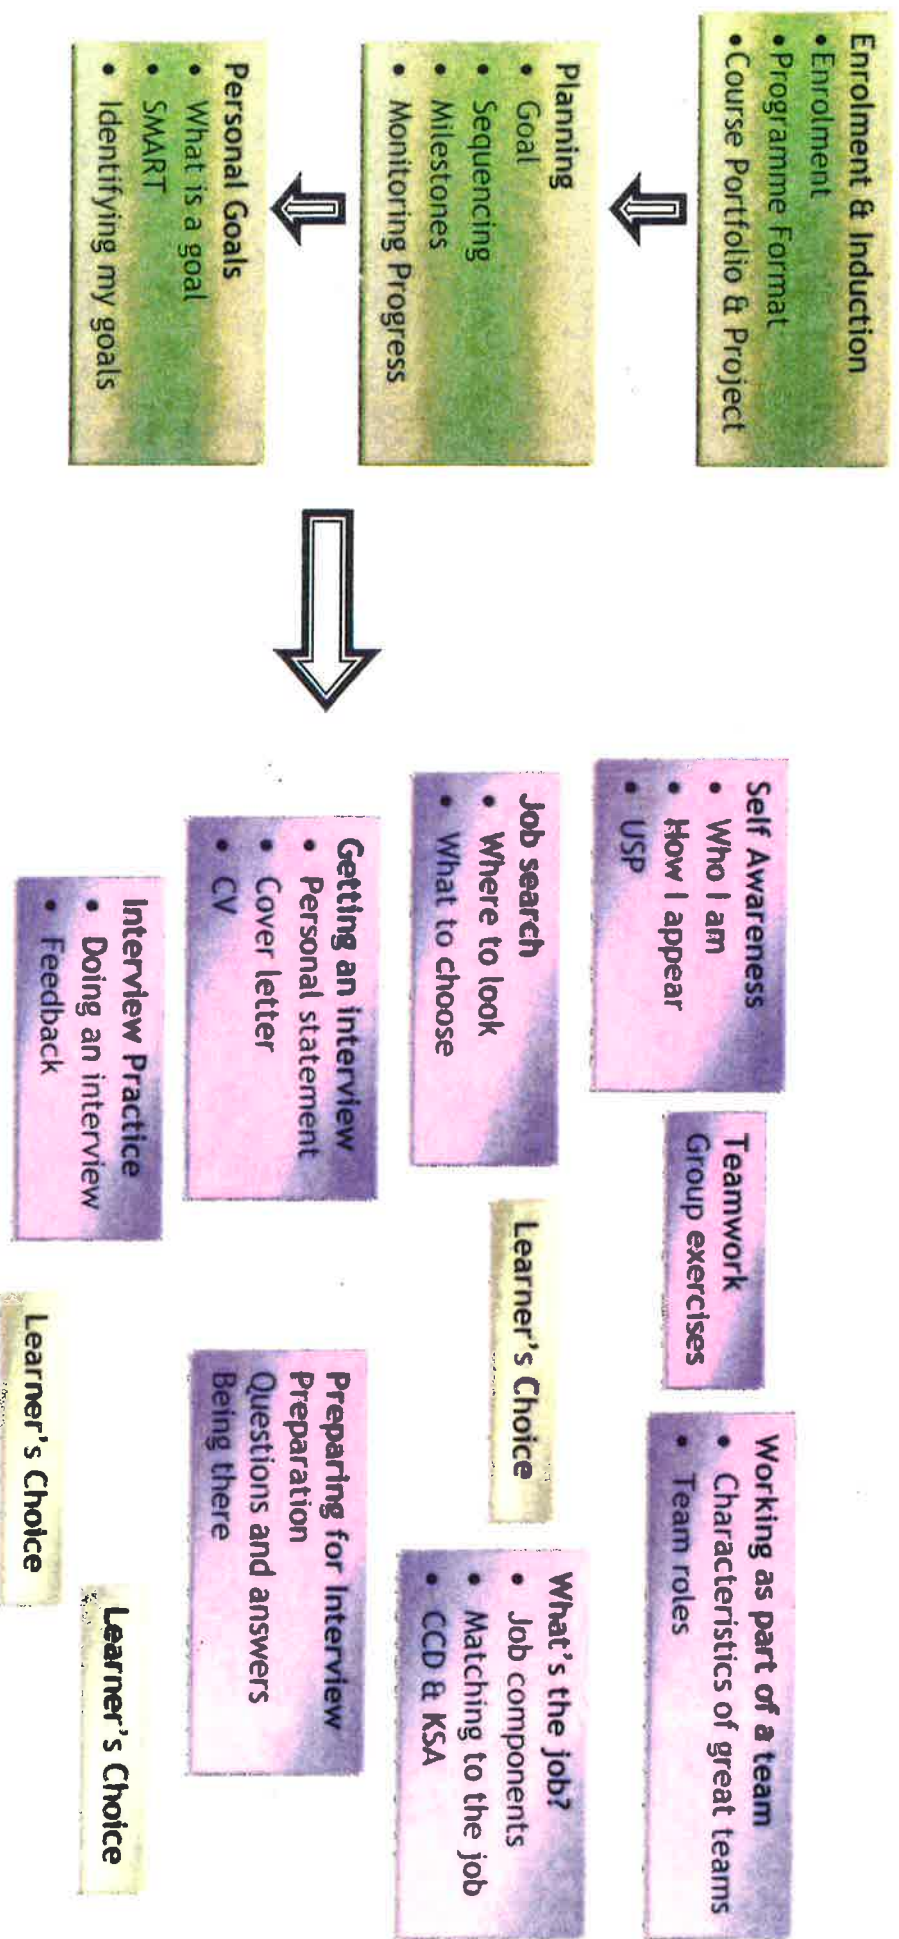 Enrolment & Induction
• Enrolment
• Programme Format
• Course Portfolio & Project
Planning
• Goal
• Sequencing
• Milestones
• Monitoring Progress
Personal Goals
• What is a goal
• SMART
• Identifying my goals
Self Awareness
• Who I am
• How I appear
• USP
Teamwork
Group exercises
Working as part of a team
• Characteristics of great teams
• Team roles
Job search
• Where to look
• What to choose
Learner's Choice
What's the job?
• Job components
• Matching to the job
• CCD & KSA
Getting an interview
• Personal statement
• Cover letter
• CV
Preparing for Interview
Preparation
Questions and answers
Being there
Interview Practice
• Doing an interview
• Feedback
Learner's Choice
Learner's Choice